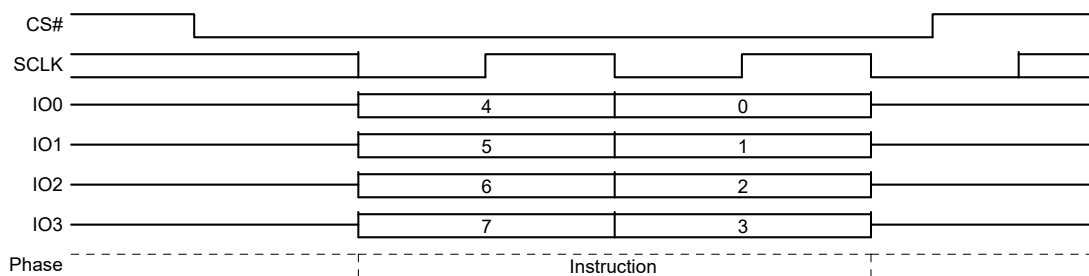 CS#
SCLK
IO0 4 0
IO1 5 1
IO2 6 2
IO3 7 3
Phase Instruction